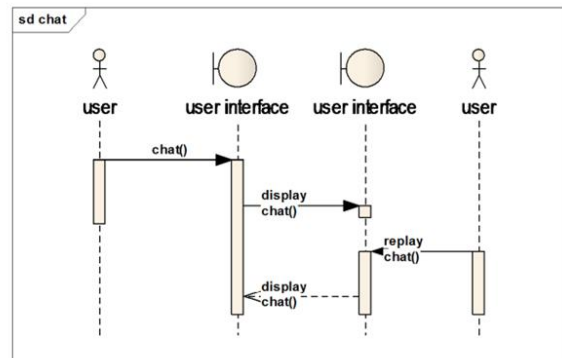 sd chat
user
user interface
user interface
user
chat()
display
chat()
replay
chat()
display
chat()